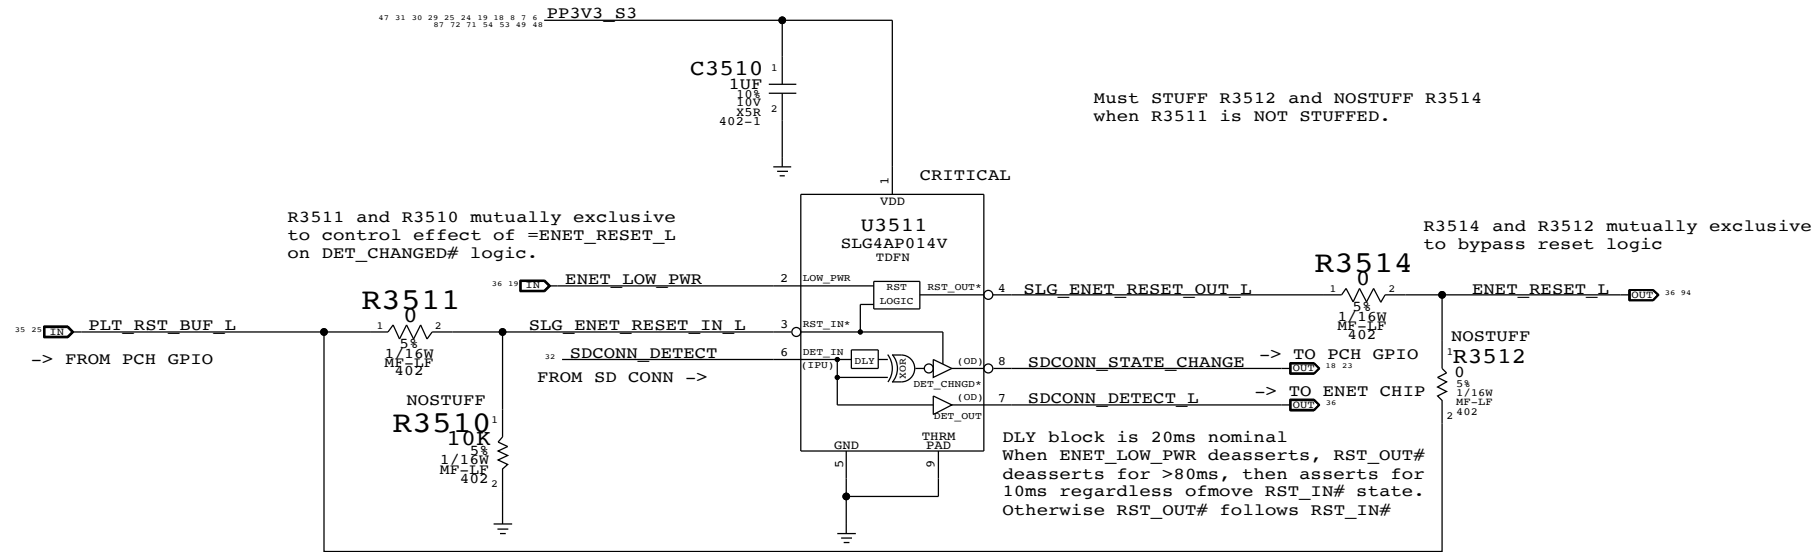 47 31 30 29 25 24 19 18 8 7 6
87 72 71 54 53 49 48
PP3V3_S3
C3510
1
1UF
10%
10V
X5R
402-1
2
Must STUFF R3512 and NOSTUFF R3514
when R3511 is NOT STUFFED.
CRITICAL
1
VDD
U3511
SLG4AP014V
TDFN
R3511 and R3510 mutually exclusive
to control effect of =ENET_RESET_L
on DET_CHANGED# logic.
R3514 and R3512 mutually exclusive
to bypass reset logic
36 19
IN
ENET_LOW_PWR
2
LOW_PWR
RST
LOGIC
RST_OUT*
4
SLG_ENET_RESET_OUT_L
R3514
0
1
2
5%
1/16W
MF-LF
402
ENET_RESET_L
OUT
36 94
35 25
IN
PLT_RST_BUF_L
-> FROM PCH GPIO
R3511
0
1
2
5%
1/16W
MF-LF
402
SLG_ENET_RESET_IN_L
3
RST_IN*
32
SDCONN_DETECT
FROM SD CONN ->
6
DET_IN
(IPU)
DLY
XOR
(OD)
DET_CHNGD*
8
SDCONN_STATE_CHANGE
-> TO PCH GPIO
OUT
18 23
(OD)
DET_OUT
7
SDCONN_DETECT_L
-> TO ENET CHIP
OUT
36
NOSTUFF
1
R3512
0
5%
1/16W
MF-LF
402
2
NOSTUFF
R3510
1
10K
5%
1/16W
MF-LF
402
2
GND
THRM
PAD
5
9
DLY block is 20ms nominal
When ENET_LOW_PWR deasserts, RST_OUT#
deasserts for >80ms, then asserts for
10ms regardless ofmove RST_IN# state.
Otherwise RST_OUT# follows RST_IN#